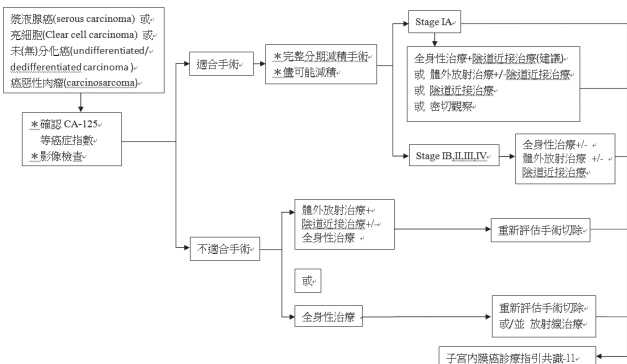 漿液腺癌(serous carcinoma) 或
亮細胞(Clear cell carcinoma) 或
未(無)分化癌(undifferentiated/
dedifferentiated carcinoma)
癌惡性肉瘤(carcinosarcoma)
＊確認 CA-125
等癌症指數
＊影像檢查
適合手術
＊完整分期減積手術
＊儘可能減積
Stage IA
全身性治療+陰道近接治療(建議)
或 體外放射治療+/-陰道近接治療
或 陰道近接治療
或 密切觀察
Stage IB,II,III,IV
全身性治療+/-
體外放射治療 +/-
陰道近接治療
不適合手術
體外放射治療+
陰道近接治療+/-
全身性治療
重新評估手術切除
或
全身性治療
重新評估手術切除
或/並 放射線治療
子宮內膜癌診療指引共識-11